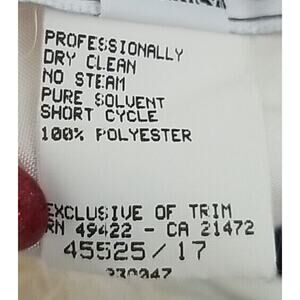 PROFESSIONALLY
DRY CLEAN
NO STEAM
PURE SOLVENT
SHORT CYCLE
100% POLYESTER
EXCLUSIVE OF TRIM
RN 49422 - CA 21472
45525/17